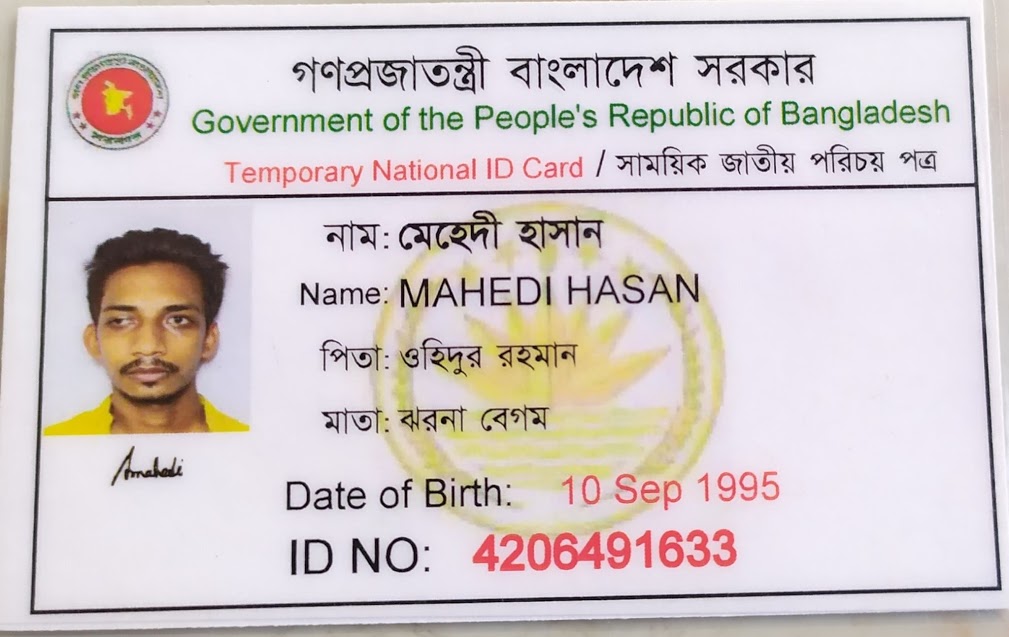 গণপ্রজাতন্ত্রী বাংলাদেশ সরকার
Government of the People's Republic of Bangladesh
Temporary National ID Card / সাময়িক জাতীয় পরিচয় পত্র
নাম: মেহেদী হাসান
Name: MAHEDI HASAN
পিতা: ওহিদুর রহমান
মাতা: ঝরনা বেগম
Amahedi
Date of Birth: 10 Sep 1995
ID NO: 4206491633